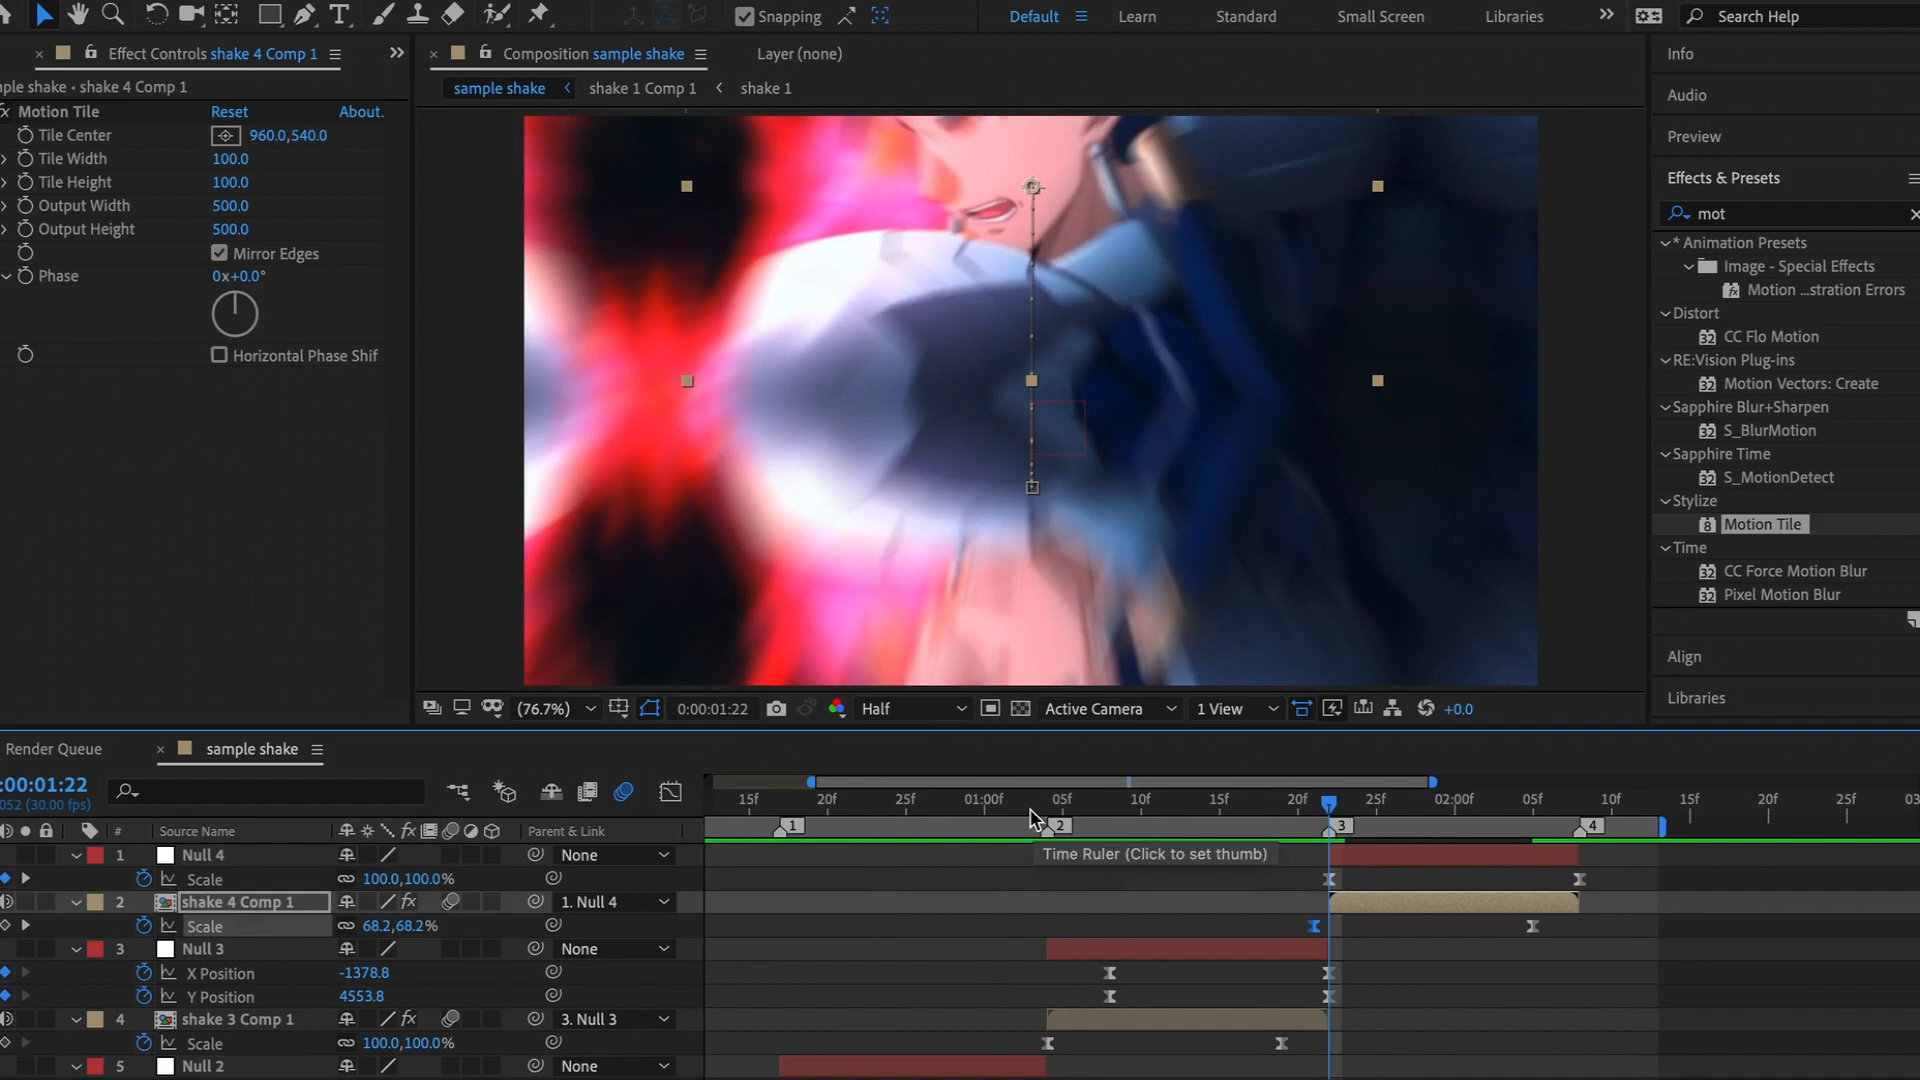 Snapping
Default
Learn
Standard
Small Screen
Libraries
Search Help
Effect Controls shake 4 Comp 1
Composition sample shake
Layer (none)
Info
mple shake • shake 4 Comp 1
sample shake
shake 1 Comp 1
shake 1
Audio
fx Motion Tile
Reset
About.
Tile Center
960.0,540.0
Preview
Tile Width
100.0
Tile Height
100.0
Effects & Presets
Output Width
500.0
mot
Output Height
500.0
Mirror Edges
* Animation Presets
Phase
0x+0.0°
Image - Special Effects
Motion ...stration Errors
Distort
CC Flo Motion
Horizontal Phase Shif
RE:Vision Plug-ins
Motion Vectors: Create
Sapphire Blur+Sharpen
S_BlurMotion
Sapphire Time
S_MotionDetect
Stylize
Motion Tile
Time
CC Force Motion Blur
Pixel Motion Blur
Align
Libraries
(76.7%)
0:00:01:22
Half
Active Camera
1 View
+0.0
Render Queue
sample shake
:00:01:22
052 (30.00 fps)
15f
20f
25f
01:00f
05f
10f
15f
20f
25f
02:00f
05f
10f
15f
20f
25f
03
1
2
3
4
Time Ruler (Click to set thumb)
#
Source Name
fx
Parent & Link
1
Null 4
None
Scale
100.0,100.0%
2
shake 4 Comp 1
fx
1. Null 4
Scale
68.2,68.2%
3
Null 3
None
X Position
-1378.8
Y Position
4553.8
4
shake 3 Comp 1
fx
3. Null 3
Scale
100.0,100.0%
5
Null 2
None